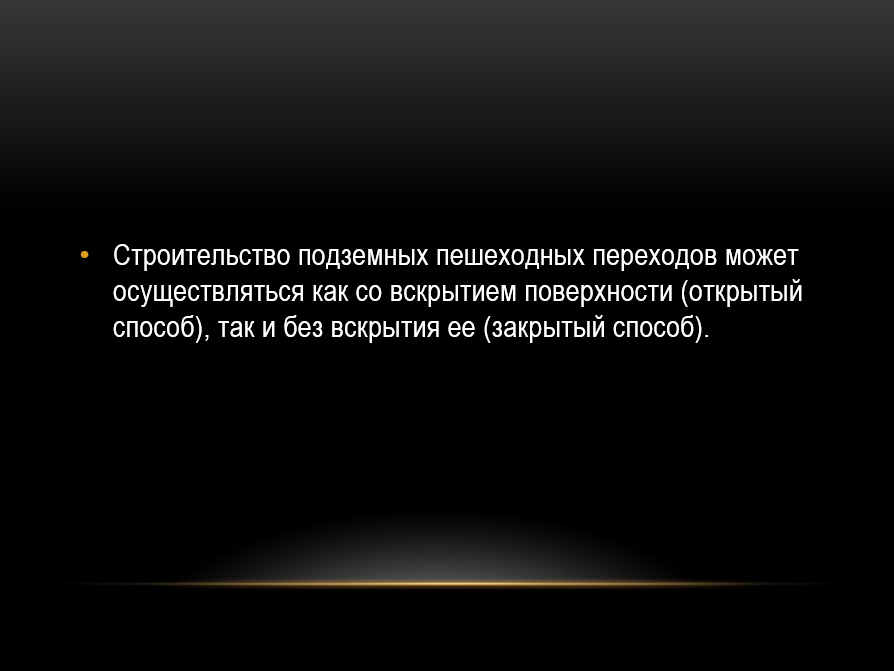 • Строительство подземных пешеходных переходов может
осуществляться как со вскрытием поверхности (открытый
способ), так и без вскрытия ее (закрытый способ).